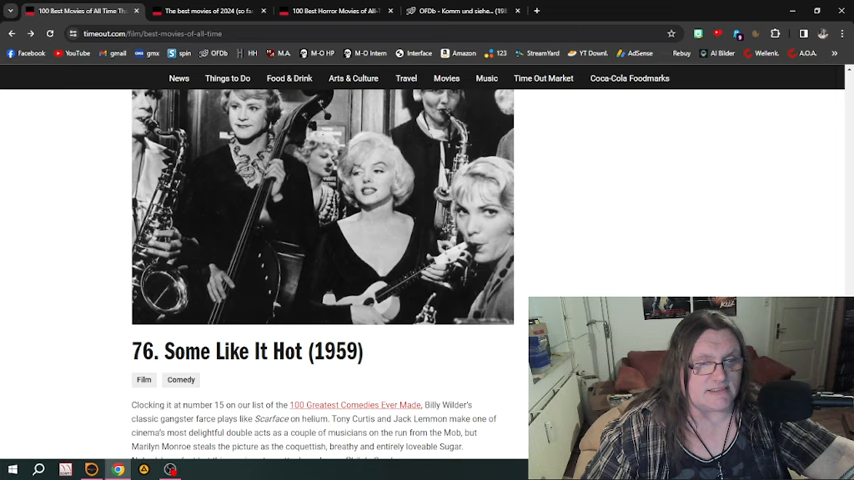 100 Best Movies of All Time Th
The best movies of 2024 (so fa
100 Best Horror Movies of All-T
OFDb - Komm und siehe... (198
timeout.com/film/best-movies-of-all-time
Facebook YouTube gmail gmx spin OFDb HH M.A. M-O HP M-O Intern Interface Amazon 123 StreamYard YT Downl. AdSense Rebuy AI Bilder Wellenk. A.O.A.
News Things to Do Food & Drink Arts & Culture Travel Movies Music Time Out Market Coca-Cola Foodmarks
76. Some Like It Hot (1959)
Film Comedy
Clocking it at number 15 on our list of the 100 Greatest Comedies Ever Made, Billy Wilder's
classic gangster farce plays like Scarface on helium. Tony Curtis and Jack Lemmon make one of
cinema's most delightful double acts as a couple of musicians on the run from the Mob, but
Marilyn Monroe steals the picture as the coquettish, breathy and entirely loveable Sugar.